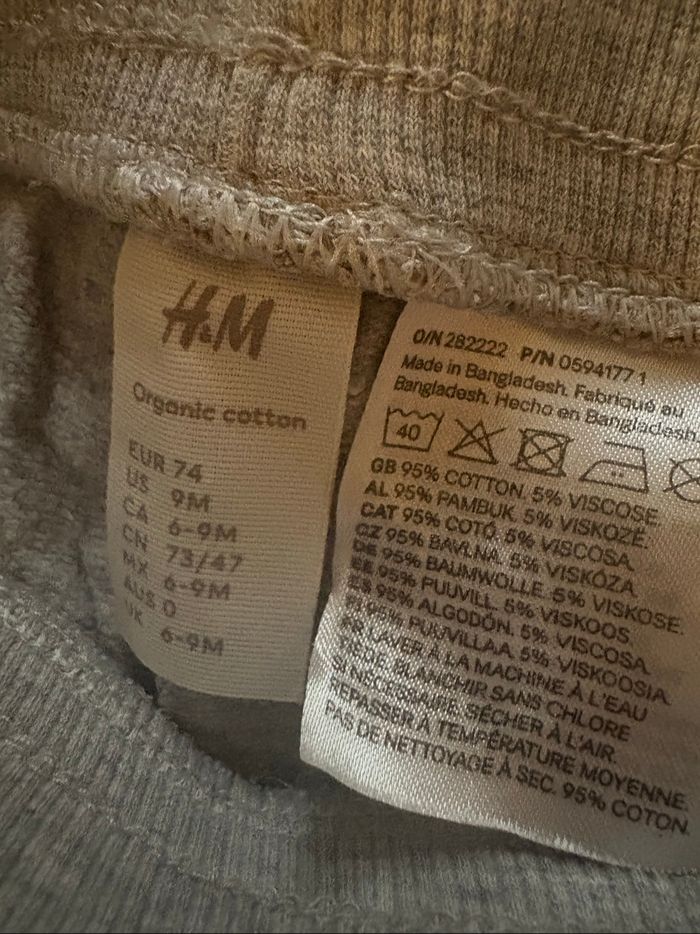 H&M
Organic cotton
EUR 74
US 9M
CA 6-9M
CN 73/47
MX 6-9M
AUS 0
UK 6-9M
O/N 282222 P/N 0594177 1
Made in Bangladesh. Fabriqué au
Bangladesh. Hecho en Bangladesh
40
GB 95% COTTON. 5% VISCOSE.
AL 95% PAMBUK. 5% VISKOZË.
CAT 95% COTÓ. 5% VISCOSA.
CZ 95% BAVLNA. 5% VISKÓZA.
DE 95% BAUMWOLLE. 5% VISKOSE.
EE 95% PUUVILL. 5% VISKOOS.
ES 95% ALGODÓN. 5% VISCOSA.
FI 95% PUUVILLAA. 5% VISKOOSIA.
FR LAVER À LA MACHINE À L'EAU
TIÈDE. BLANCHIR SANS CHLORE
SI NÉCESSAIRE. SÉCHER À L'AIR.
REPASSER À TEMPÉRATURE MOYENNE.
PAS DE NETTOYAGE À SEC. 95% COTON.